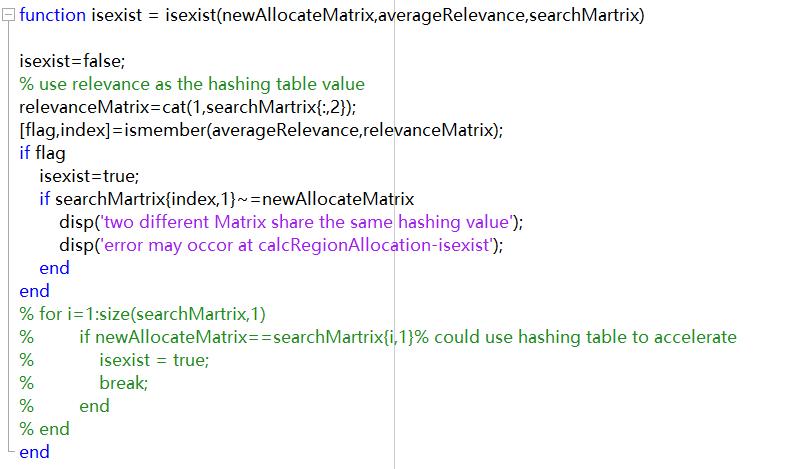 function isexist = isexist(newAllocateMatrix,averageRelevance,searchMartrix)
isexist=false;
% use relevance as the hashing table value
relevanceMatrix=cat(1,searchMartrix{:,2});
[flag,index]=ismember(averageRelevance,relevanceMatrix);
if flag
isexist=true;
if searchMartrix{index,1}~=newAllocateMatrix
disp('two different Matrix share the same hashing value');
disp('error may occor at calcRegionAllocation-isexist');
end
end
% for i=1:size(searchMartrix,1)
% if newAllocateMatrix==searchMartrix{i,1}% could use hashing table to accelerate
% isexist = true;
% break;
% end
% end
end